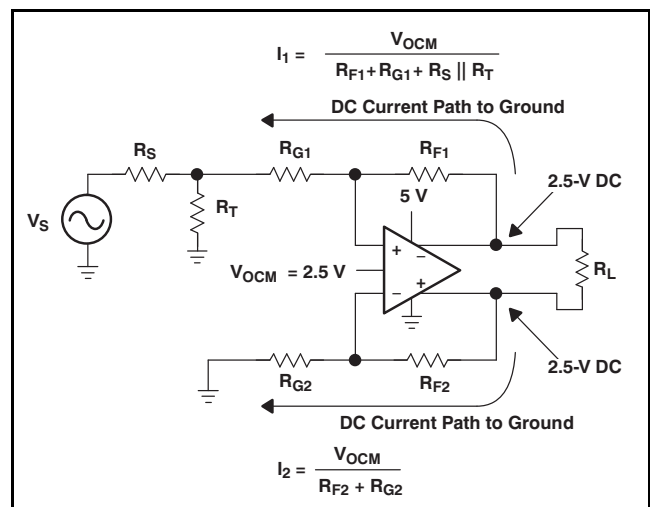 I1 = VOCM
RF1+RG1+ RS || RT
DC Current Path to Ground
RS
RG1
RF1
2.5-V DC
5 V
RT
VS
+
–
VOCM = 2.5 V
RL
–
+
RG2
RF2
2.5-V DC
DC Current Path to Ground
I2 = VOCM
RF2 + RG2